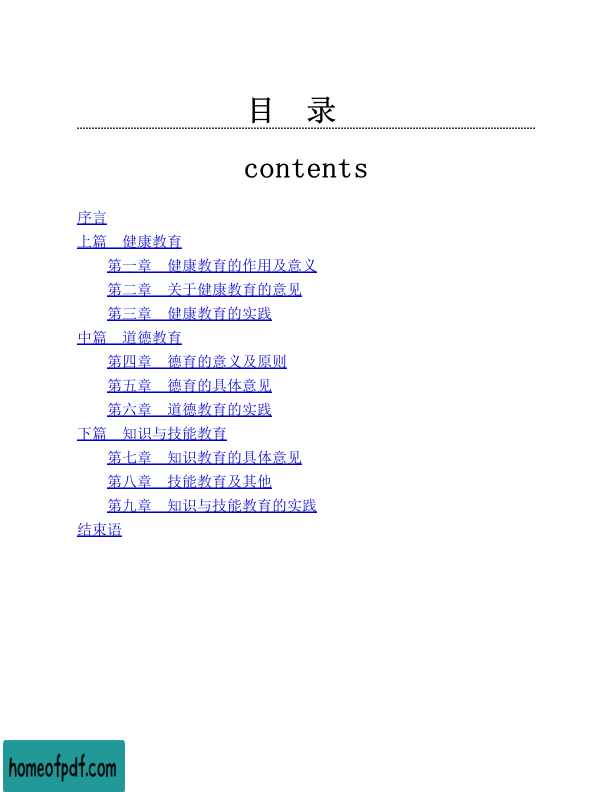 目　录
contents
序言
上篇　健康教育
第一章　健康教育的作用及意义
第二章　关于健康教育的意见
第三章　健康教育的实践
中篇　道德教育
第四章　德育的意义及原则
第五章　德育的具体意见
第六章　道德教育的实践
下篇　知识与技能教育
第七章　知识教育的具体意见
第八章　技能教育及其他
第九章　知识与技能教育的实践
结束语
homeofpdf.com